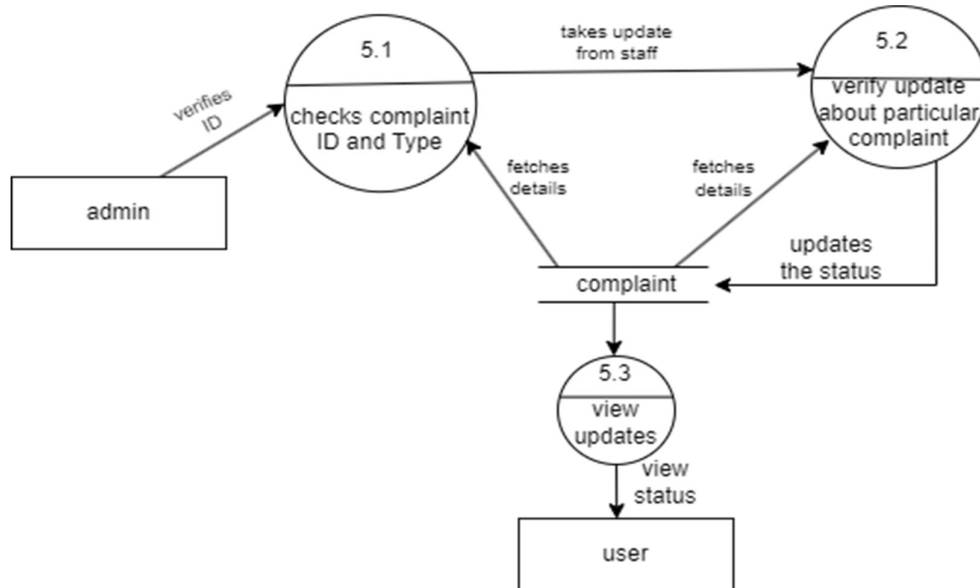 5.1
checks complaint
ID and Type
takes update
from staff
5.2
verify update
about particular
complaint
verifies
ID
admin
fetches
details
fetches
details
updates
the status
complaint
5.3
view
updates
view
status
user